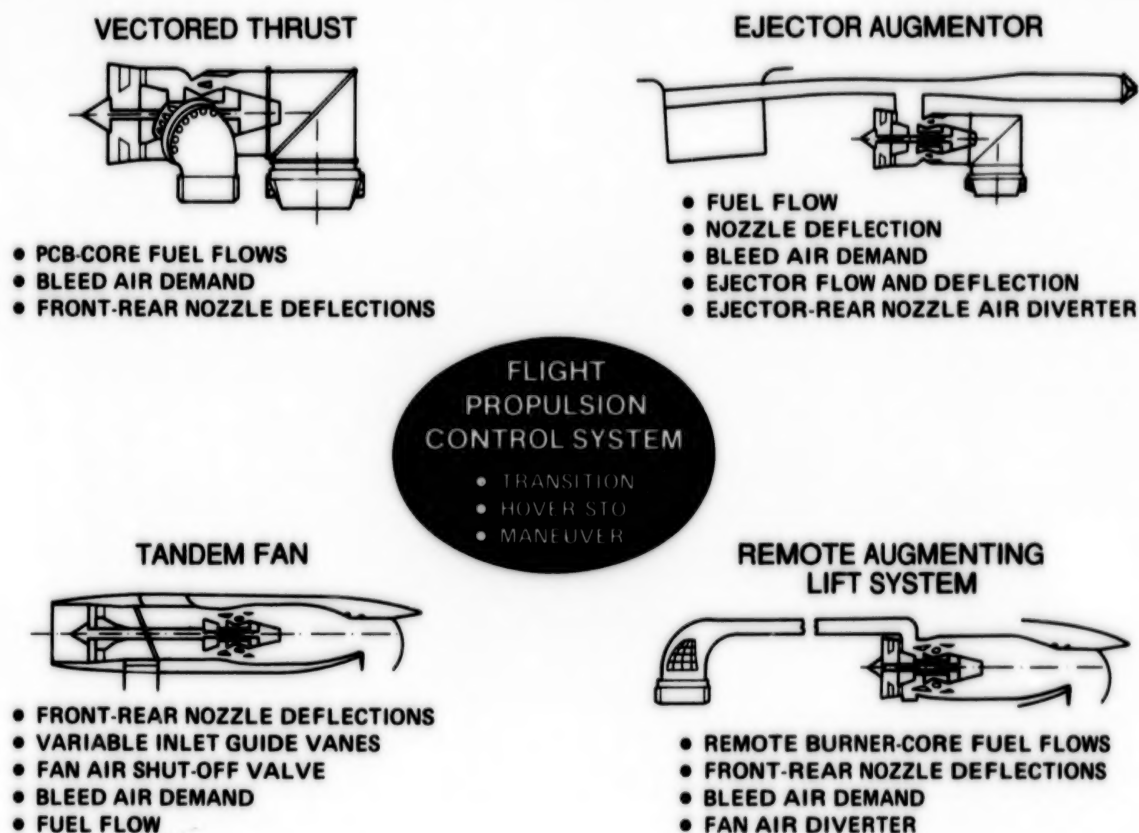 VECTORED THRUST
• PCB-CORE FUEL FLOWS
• BLEED AIR DEMAND
• FRONT-REAR NOZZLE DEFLECTIONS
EJECTOR AUGMENTOR
• FUEL FLOW
• NOZZLE DEFLECTION
• BLEED AIR DEMAND
• EJECTOR FLOW AND DEFLECTION
• EJECTOR-REAR NOZZLE AIR DIVERTER
FLIGHT
PROPULSION
CONTROL SYSTEM
• TRANSITION
• HOVER STO
• MANEUVER
TANDEM FAN
• FRONT-REAR NOZZLE DEFLECTIONS
• VARIABLE INLET GUIDE VANES
• FAN AIR SHUT-OFF VALVE
• BLEED AIR DEMAND
• FUEL FLOW
REMOTE AUGMENTING
LIFT SYSTEM
• REMOTE BURNER-CORE FUEL FLOWS
• FRONT-REAR NOZZLE DEFLECTIONS
• BLEED AIR DEMAND
• FAN AIR DIVERTER